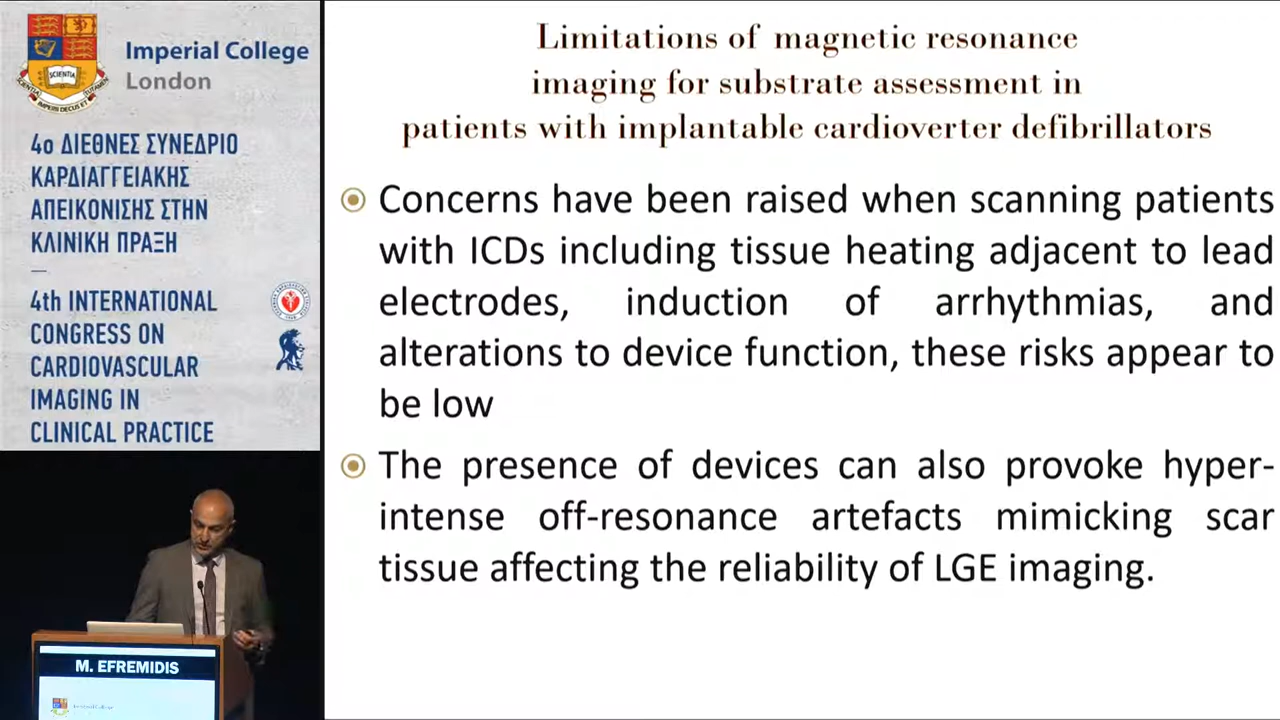 Imperial College
London
SCIENTIA
4ο ΔΙΕΘΝΕΣ ΣΥΝΕΔΡΙΟ
ΚΑΡΔΙΑΓΓΕΙΑΚΗΣ
ΑΠΕΙΚΟΝΙΣΗΣ ΣΤΗΝ
ΚΛΙΝΙΚΗ ΠΡΑΞΗ
4th INTERNATIONAL
CONGRESS ON
CARDIOVASCULAR
IMAGING IN
CLINICAL PRACTICE
M. EFREMIDIS
Imperial College
London
Limitations of magnetic resonance
imaging for substrate assessment in
patients with implantable cardioverter defibrillators
Concerns have been raised when scanning patients
with ICDs including tissue heating adjacent to lead
electrodes, induction of arrhythmias, and
alterations to device function, these risks appear to
be low
The presence of devices can also provoke hyper-
intense off-resonance artefacts mimicking scar
tissue affecting the reliability of LGE imaging.